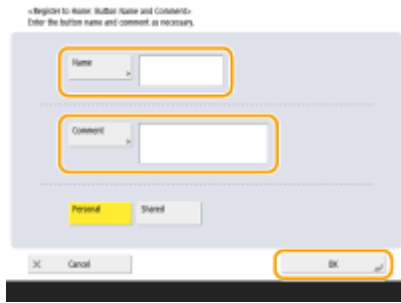 <Register to Home: Button Name and Comment>
Enter the button name and comment as necessary.
Name
Comment
Personal
Shared
Cancel
OK